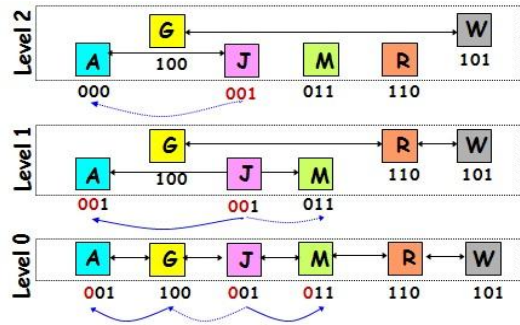 Level 2
G W
A 100 J M R 101
000 001 011 110
Level 1
G R W
A 100 J M 110 101
001 001 011
Level 0
A G J M R W
001 100 001 011 110 101